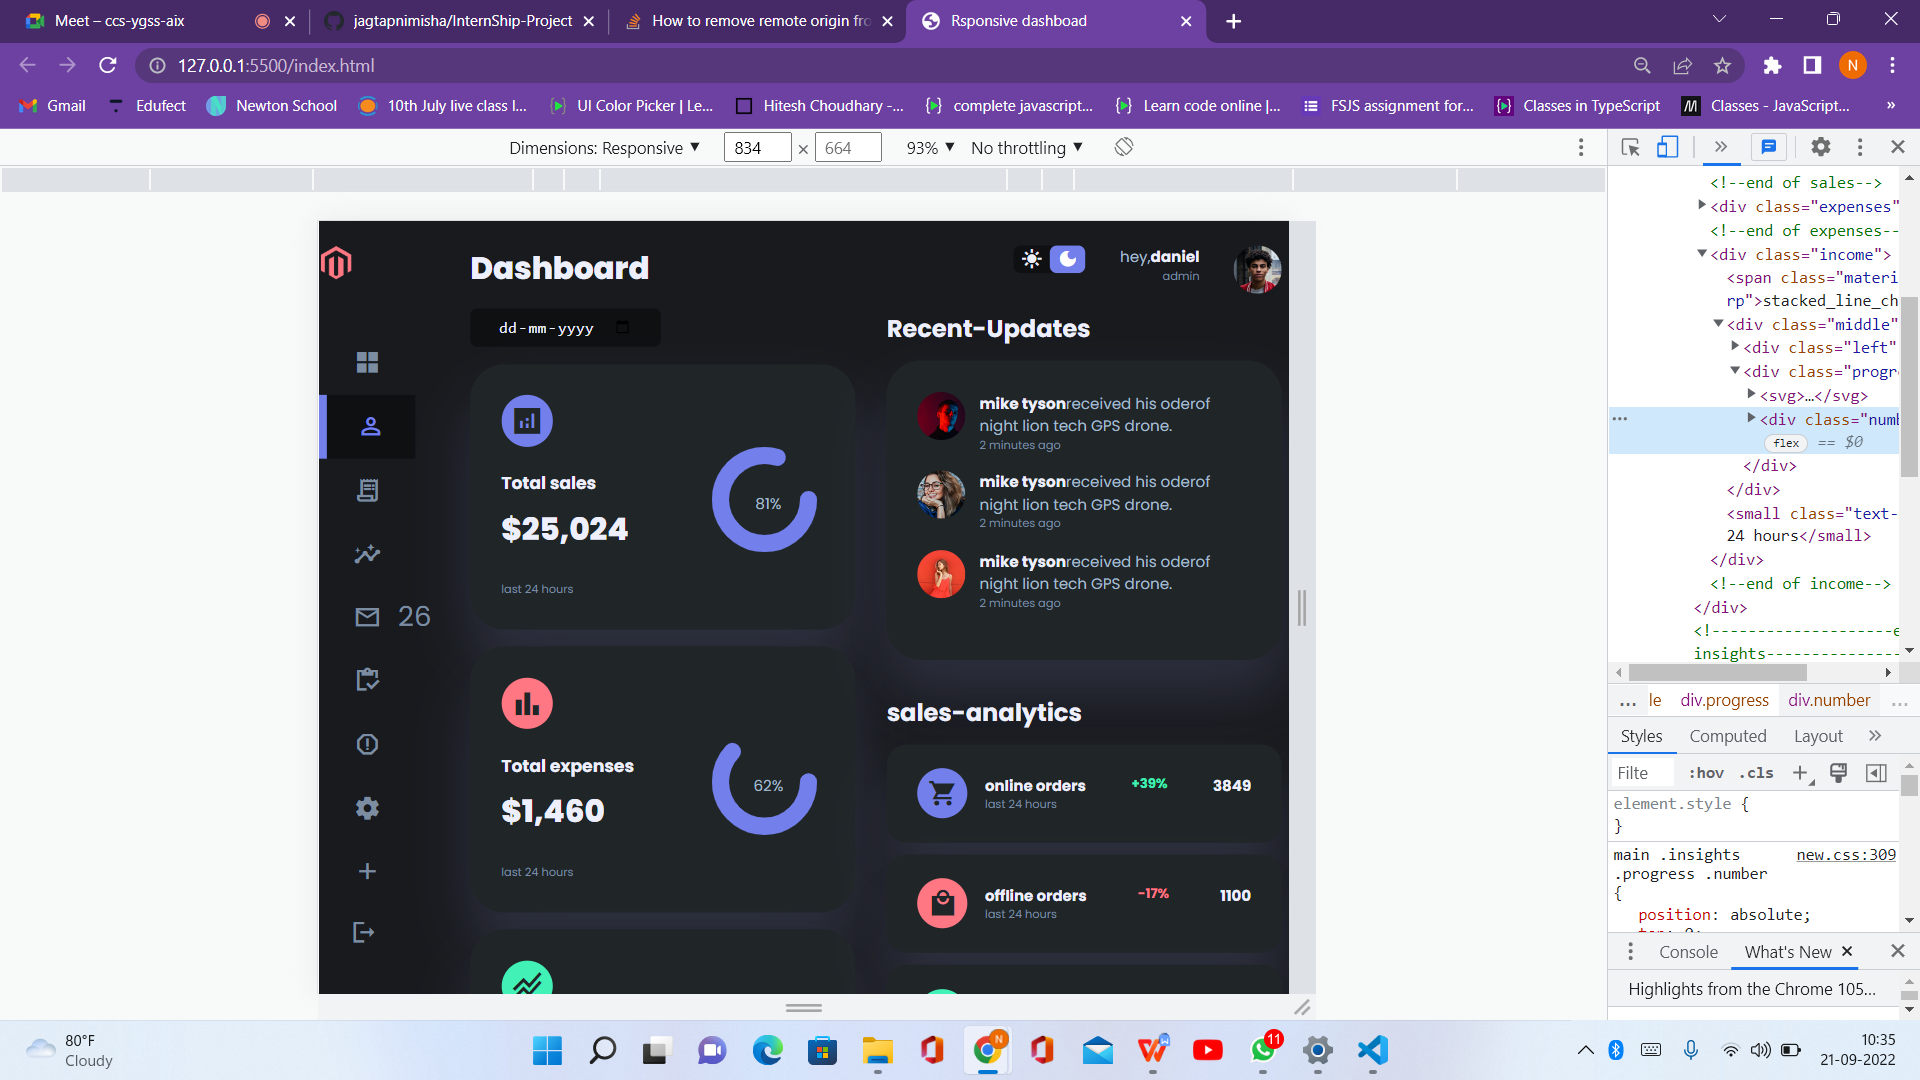 Meet – ccs-ygss-aix
jagtapnimisha/InternShip-Project
How to remove remote origin fro
Rsponsive dashboad
127.0.0.1:5500/index.html
N
Gmail
Edufect
Newton School
10th July live class l...
UI Color Picker | Le...
Hitesh Choudhary -...
complete javascript...
Learn code online |...
FSJS assignment for...
Classes in TypeScript
Classes - JavaScript...
»
Dimensions: Responsive
834
×
664
93%
No throttling
Dashboard
hey,daniel
admin
dd-mm-yyyy
Recent-Updates
Total sales
$25,024
81%
last 24 hours
mike tysonreceived his oderof
night lion tech GPS drone.
2 minutes ago
mike tysonreceived his oderof
night lion tech GPS drone.
2 minutes ago
mike tysonreceived his oderof
night lion tech GPS drone.
2 minutes ago
26
Total expenses
$1,460
62%
last 24 hours
sales-analytics
online orders
last 24 hours
+39%
3849
offline orders
last 24 hours
-17%
1100
<!--end of sales-->
<div class="expenses"
<!--end of expenses--
<div class="income">
<span class="materi
rp">stacked_line_ch
<div class="middle"
<div class="left"
<div class="progr
<svg>…</svg>
<div class="numb
flex == $0
</div>
</div>
<small class="text-
24 hours</small>
</div>
<!--end of income-->
</div>
<!--------------------e
insights---------------
... le div.progress div.number ...
Styles Computed Layout »
Filte :hov .cls
element.style {
}
main .insights new.css:309
.progress .number
{
position: absolute;
top: 0;
Console
What's New
Highlights from the Chrome 105...
80°F
Cloudy
N
11
10:35
21-09-2022